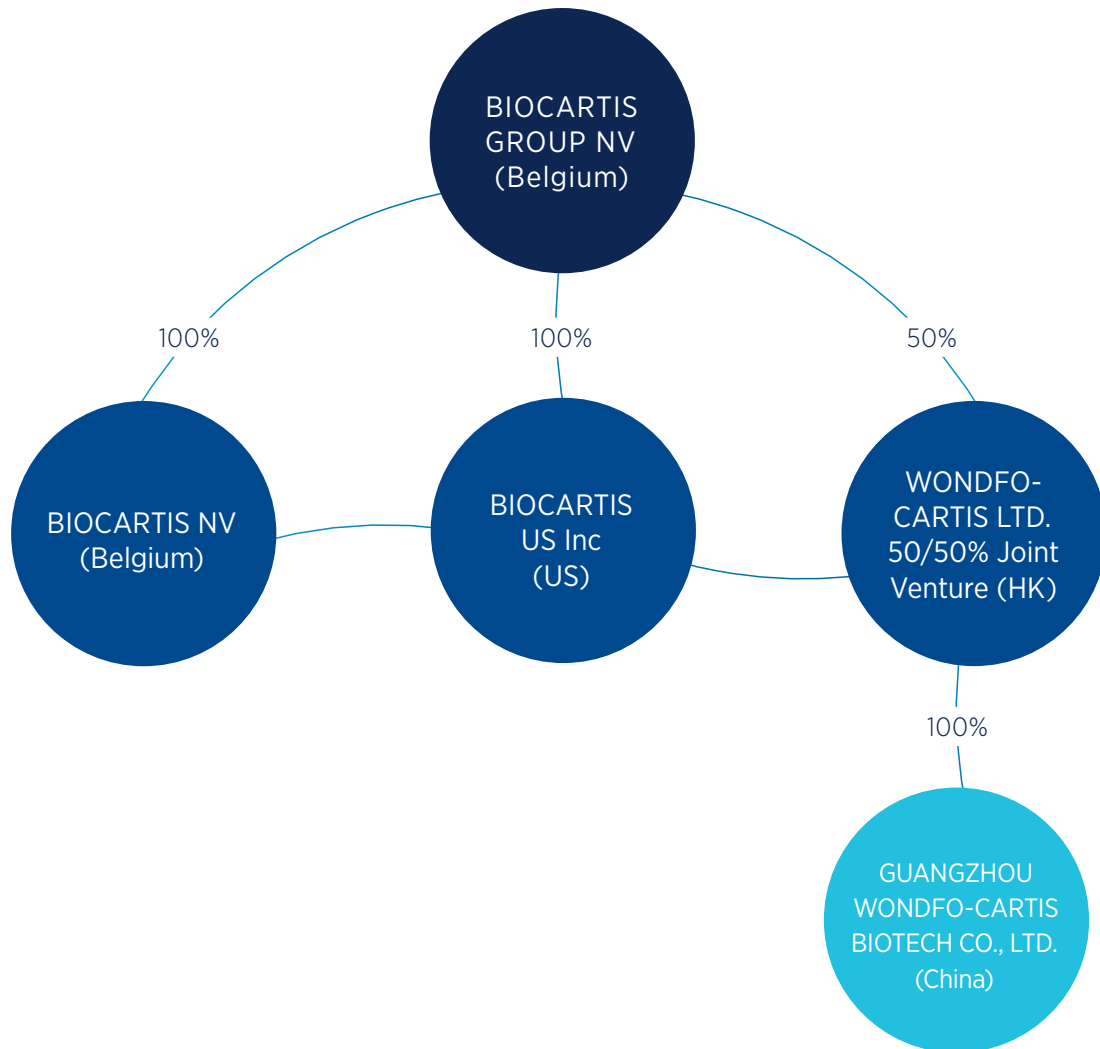 BIOCARTIS
GROUP NV
(Belgium)
100%
100%
50%
BIOCARTIS NV
(Belgium)
BIOCARTIS
US Inc
(US)
WONDFO-
CARTIS LTD.
50/50% Joint
Venture (HK)
100%
GUANGZHOU
WONDFO-CARTIS
BIOTECH CO., LTD.
(China)